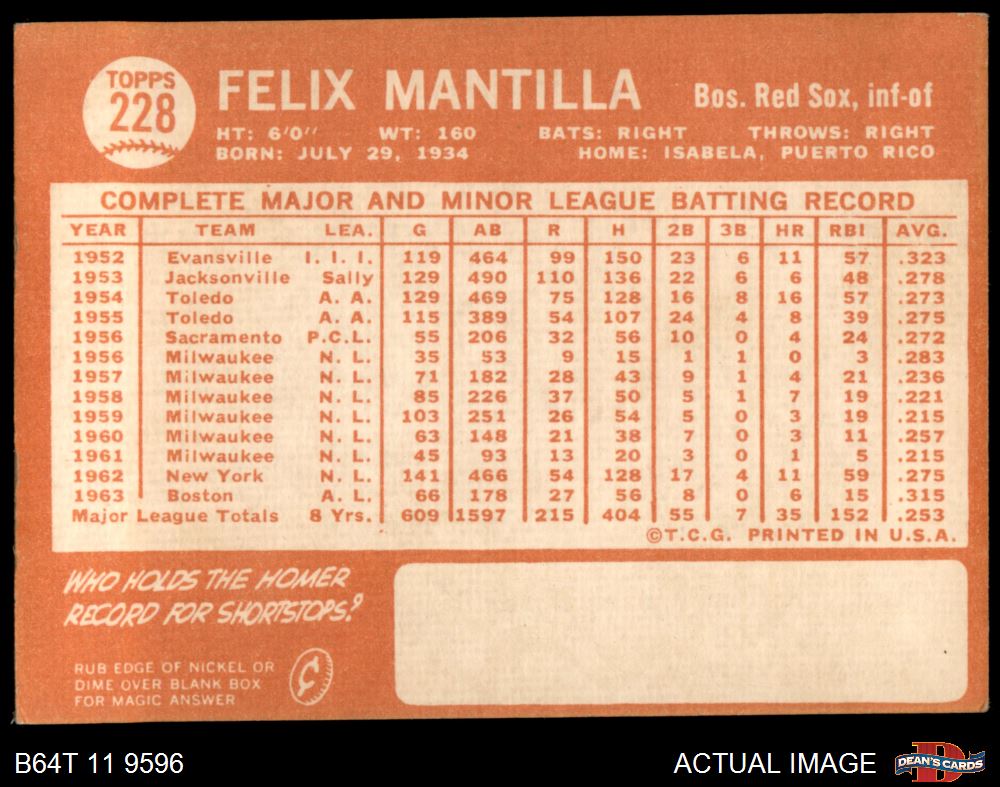 TOPPS
228
FELIX MANTILLA Bos. Red Sox, inf-of
HT: 6'0" WT: 160 BATS: RIGHT THROWS: RIGHT
BORN: JULY 29, 1934 HOME: ISABELA, PUERTO RICO
COMPLETE MAJOR AND MINOR LEAGUE BATTING RECORD
YEAR TEAM LEA. G AB R H 2B 3B HR RBI AVG.
1952 Evansville I. I. I. 119 464 99 150 23 6 11 57 .323
1953 Jacksonville Sally 129 490 110 136 22 6 6 48 .278
1954 Toledo A. A. 129 469 75 128 16 8 16 57 .273
1955 Toledo A. A. 115 389 54 107 24 4 8 39 .275
1956 Sacramento P.C.L. 55 206 32 56 10 0 4 24 .272
1956 Milwaukee N. L. 35 53 9 15 1 1 0 3 .283
1957 Milwaukee N. L. 71 182 28 43 9 1 4 21 .236
1958 Milwaukee N. L. 85 226 37 50 5 1 7 19 .221
1959 Milwaukee N. L. 103 251 26 54 5 0 3 19 .215
1960 Milwaukee N. L. 63 148 21 38 7 0 3 11 .257
1961 Milwaukee N. L. 45 93 13 20 3 0 1 5 .215
1962 New York N. L. 141 466 54 128 17 4 11 59 .275
1963 Boston A. L. 66 178 27 56 8 0 6 15 .315
Major League Totals 8 Yrs. 609 1597 215 404 55 7 35 152 .253
©T.C.G. PRINTED IN U.S.A.
WHO HOLDS THE HOMER
RECORD FOR SHORTSTOPS?
RUB EDGE OF NICKEL OR
DIME OVER BLANK BOX
FOR MAGIC ANSWER
¢
B64T 11 9596 ACTUAL IMAGE
D
DEAN'S CARDS